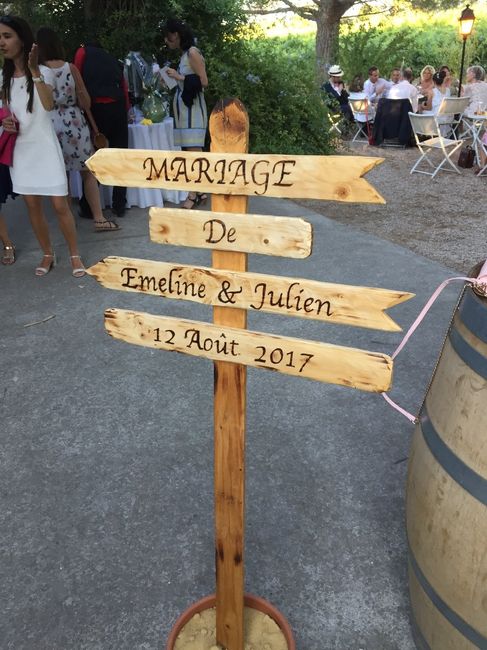 MARIAGE
De
Emeline & Julien
12 Août 2017